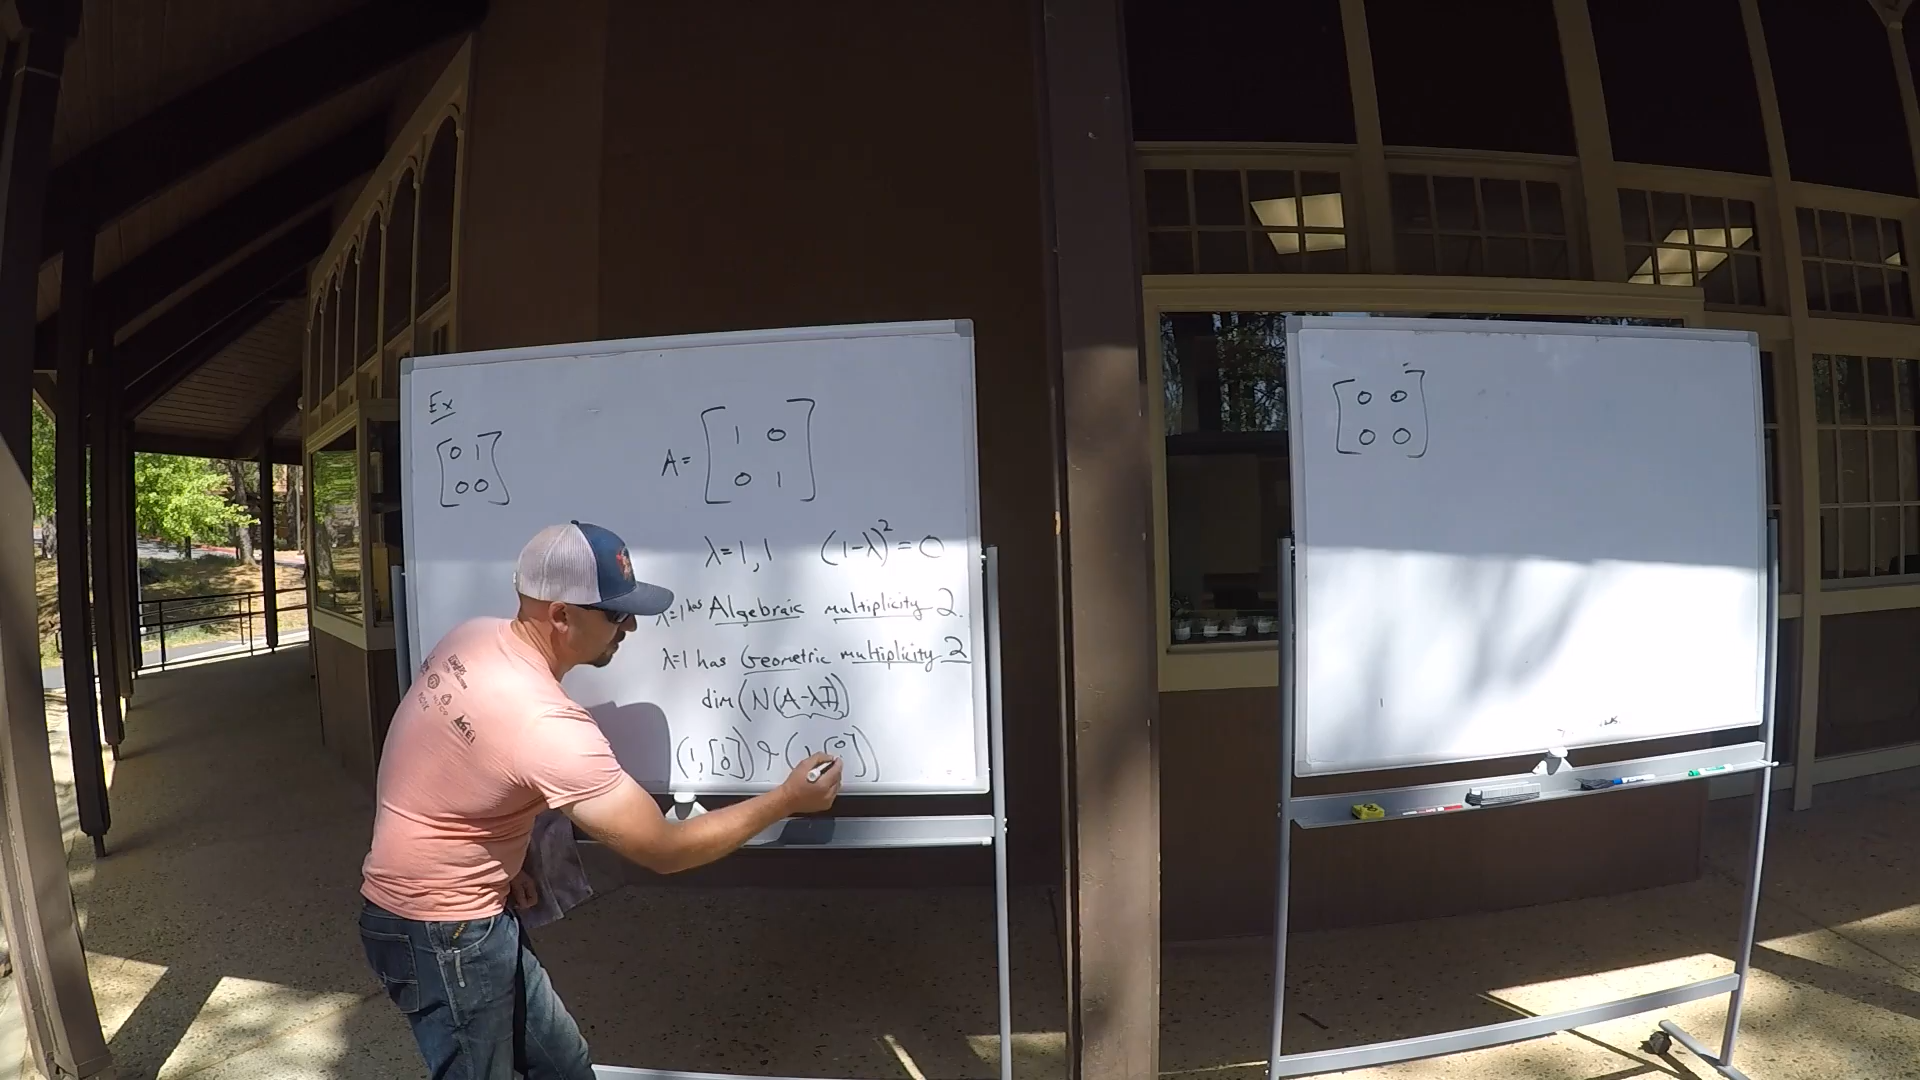 Ex
[0 1
0 0]
A = [1 0
0 1]
λ=1,1 (1-λ)²=0
λ=1 has Algebraic multiplicity 2.
λ=1 has Geometric multiplicity 2
dim(N(A-λI))
(1,[1
0]) & (1,[0
])
[0 0
0 0]